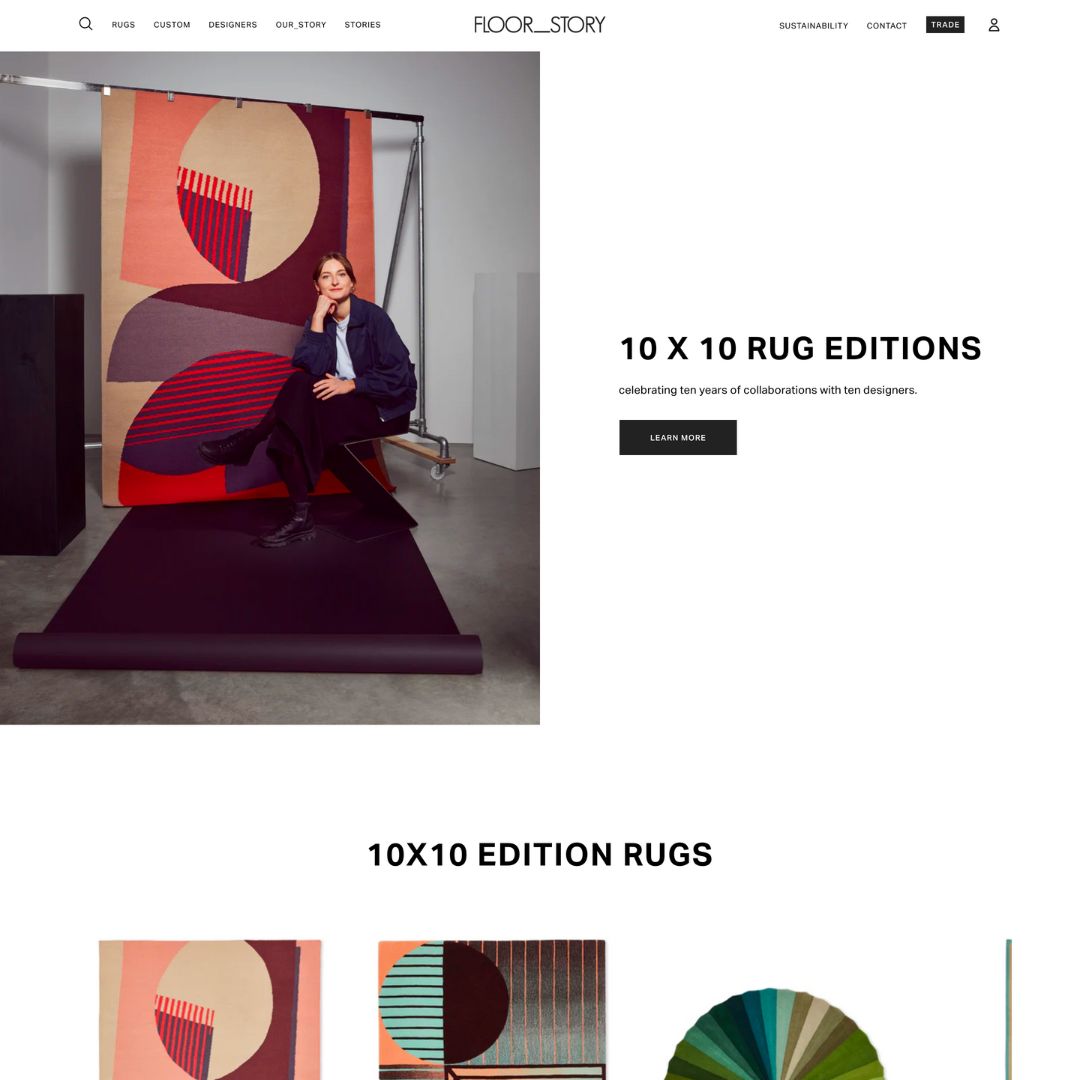 RUGS CUSTOM DESIGNERS OUR_STORY STORIES FLOOR__STORY SUSTAINABILITY CONTACT TRADE
10 X 10 RUG EDITIONS
celebrating ten years of collaborations with ten designers.
LEARN MORE
10X10 EDITION RUGS